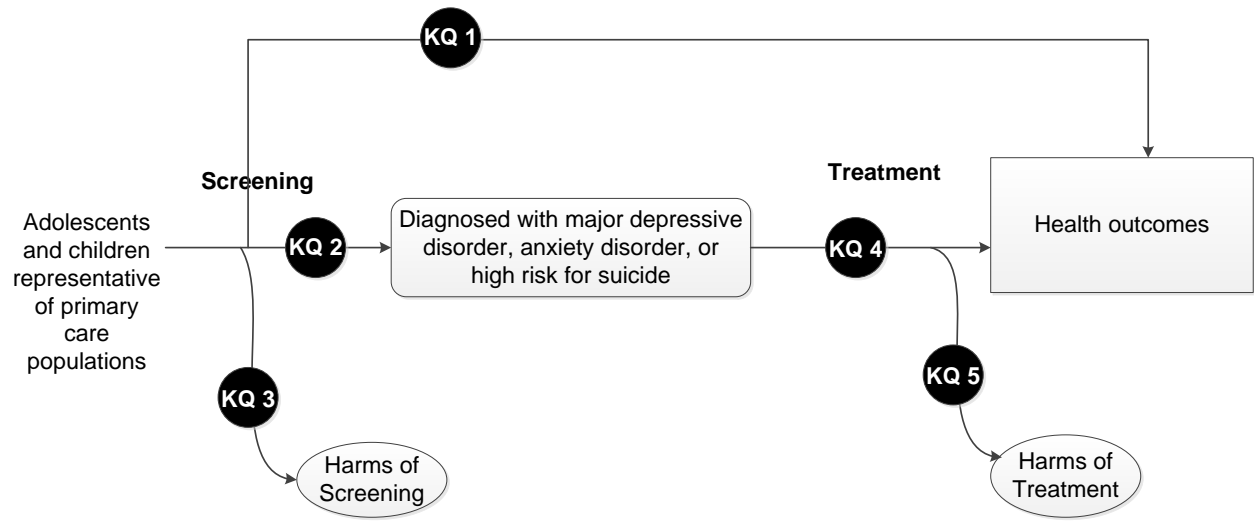 KQ 1
Screening
Treatment
Adolescents
and children
representative
of primary
care
populations
KQ 2
Diagnosed with major depressive
disorder, anxiety disorder, or
high risk for suicide
KQ 4
Health outcomes
KQ 3
KQ 5
Harms of
Screening
Harms of
Treatment